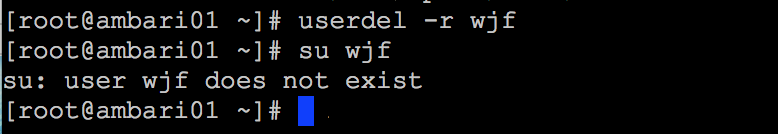 [root@ambari01 ~]# userdel -r wjf
[root@ambari01 ~]# su wjf
su: user wjf does not exist
[root@ambari01 ~]#